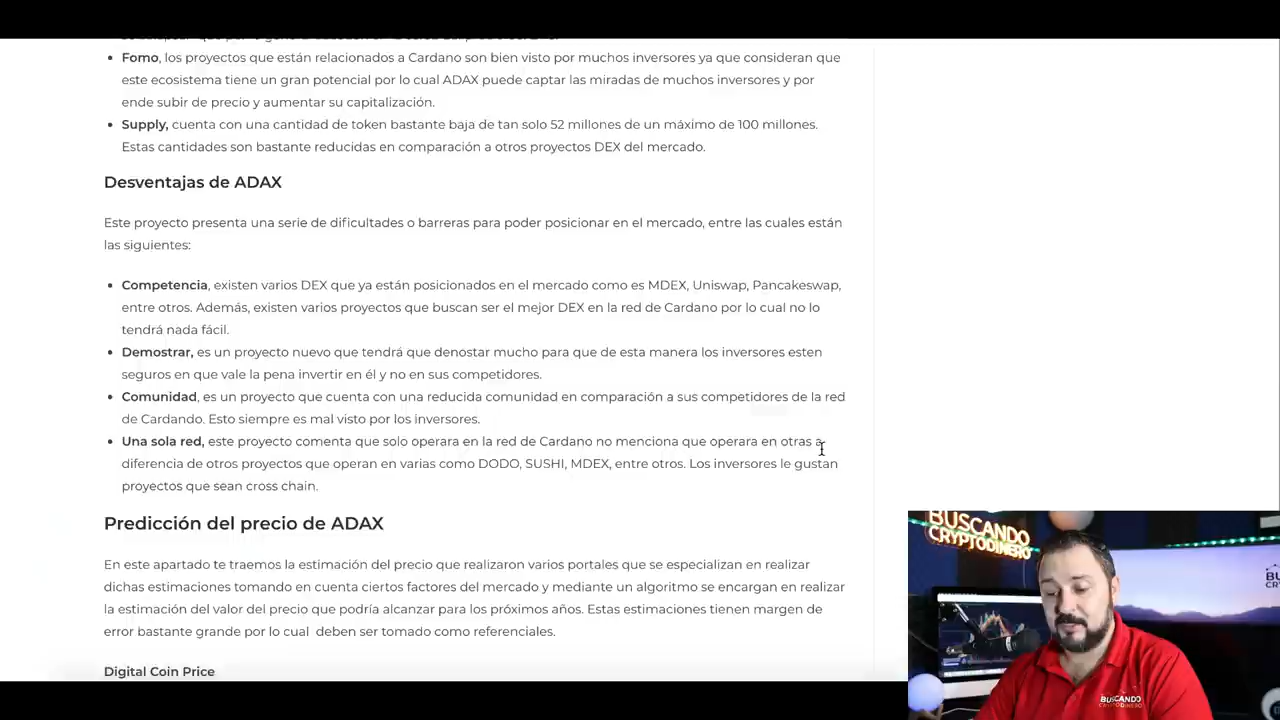 Fomo, los proyectos que están relacionados a Cardano son bien visto por muchos inversores ya que consideran que
este ecosistema tiene un gran potencial por lo cual ADAX puede captar las miradas de muchos inversores y por
ende subir de precio y aumentar su capitalización.
Supply, cuenta con una cantidad de token bastante baja de tan solo 52 millones de un máximo de 100 millones.
Estas cantidades son bastante reducidas en comparación a otros proyectos DEX del mercado.
Desventajas de ADAX
Este proyecto presenta una serie de dificultades o barreras para poder posicionar en el mercado, entre las cuales están
las siguientes:
Competencia, existen varios DEX que ya están posicionados en el mercado como es MDEX, Uniswap, Pancakeswap,
entre otros. Además, existen varios proyectos que buscan ser el mejor DEX en la red de Cardano por lo cual no lo
tendrá nada fácil.
Demostrar, es un proyecto nuevo que tendrá que denostar mucho para que de esta manera los inversores esten
seguros en que vale la pena invertir en él y no en sus competidores.
Comunidad, es un proyecto que cuenta con una reducida comunidad en comparación a sus competidores de la red
de Cardando. Esto siempre es mal visto por los inversores.
Una sola red, este proyecto comenta que solo operara en la red de Cardano no menciona que operara en otras a
diferencia de otros proyectos que operan en varias como DODO, SUSHI, MDEX, entre otros. Los inversores le gustan
proyectos que sean cross chain.
Predicción del precio de ADAX
En este apartado te traemos la estimación del precio que realizaron varios portales que se especializan en realizar
dichas estimaciones tomando en cuenta ciertos factores del mercado y mediante un algoritmo se encargan en realizar
la estimación del valor del precio que podría alcanzar para los próximos años. Estas estimaciones tienen margen de
error bastante grande por lo cual deben ser tomado como referenciales.
Digital Coin Price
BUSCANDO
CRYPTODINERO
BUSCANDO